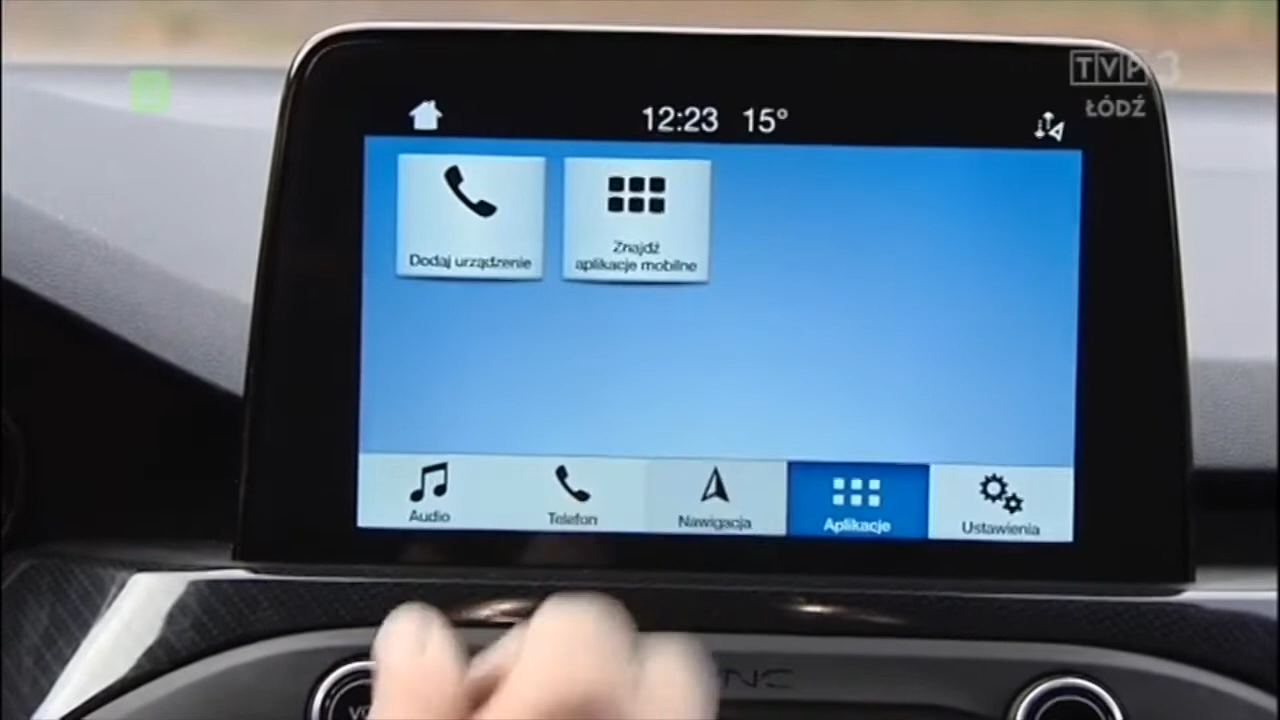 12:23 15°
TVP3
ŁÓDŹ
Dodaj urządzenie
Znajdź
aplikacje mobilne
Audio
Telefon
Nawigacja
Aplikacje
Ustawienia